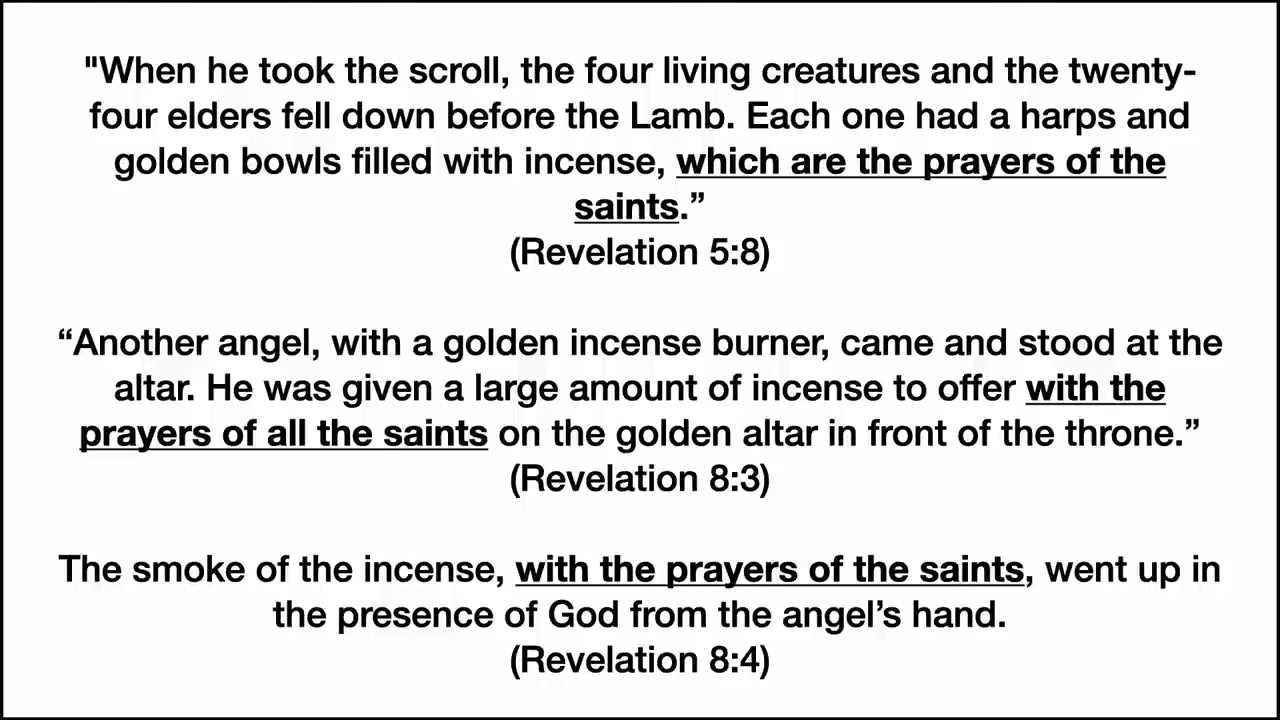 "When he took the scroll, the four living creatures and the twenty-
four elders fell down before the Lamb. Each one had a harps and
golden bowls filled with incense, which are the prayers of the
saints.”
(Revelation 5:8)
“Another angel, with a golden incense burner, came and stood at the
altar. He was given a large amount of incense to offer with the
prayers of all the saints on the golden altar in front of the throne.”
(Revelation 8:3)
The smoke of the incense, with the prayers of the saints, went up in
the presence of God from the angel’s hand.
(Revelation 8:4)